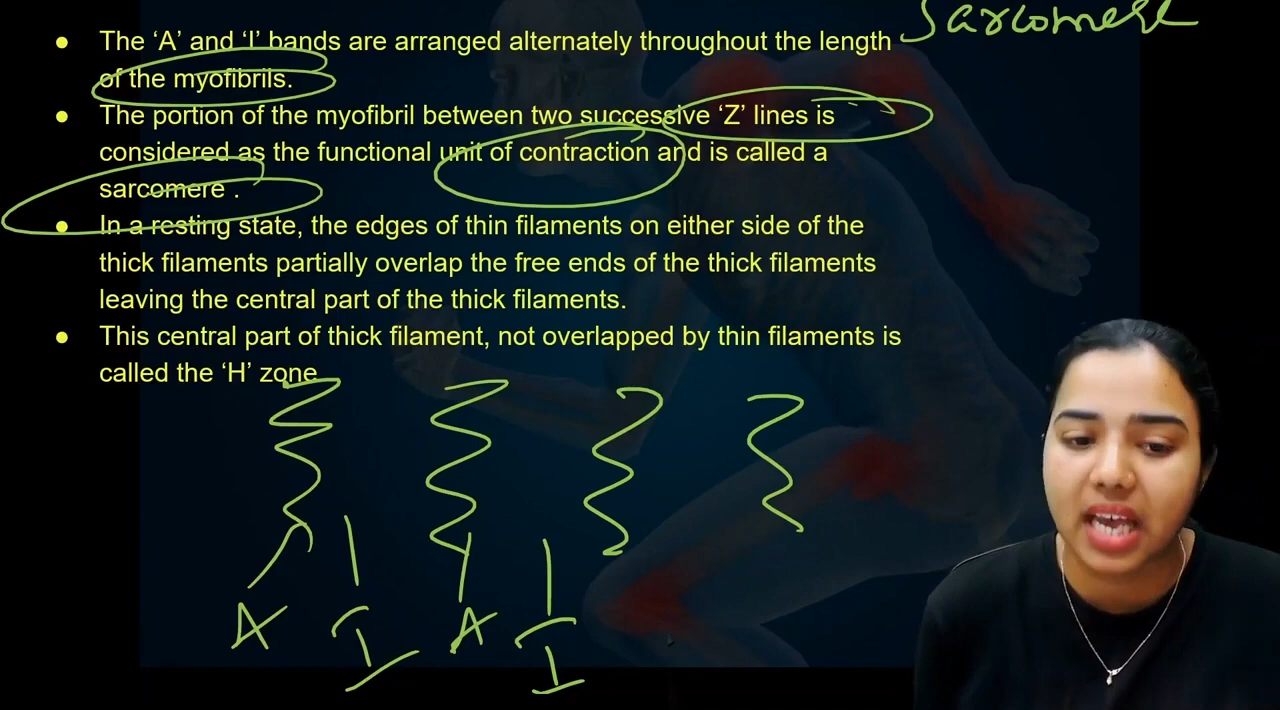 Sarcomere
• The ‘A’ and ‘I’ bands are arranged alternately throughout the length
of the myofibrils.
• The portion of the myofibril between two successive ‘Z’ lines is
considered as the functional unit of contraction and is called a
sarcomere .
• In a resting state, the edges of thin filaments on either side of the
thick filaments partially overlap the free ends of the thick filaments
leaving the central part of the thick filaments.
• This central part of thick filament, not overlapped by thin filaments is
called the ‘H’ zone
A I A I